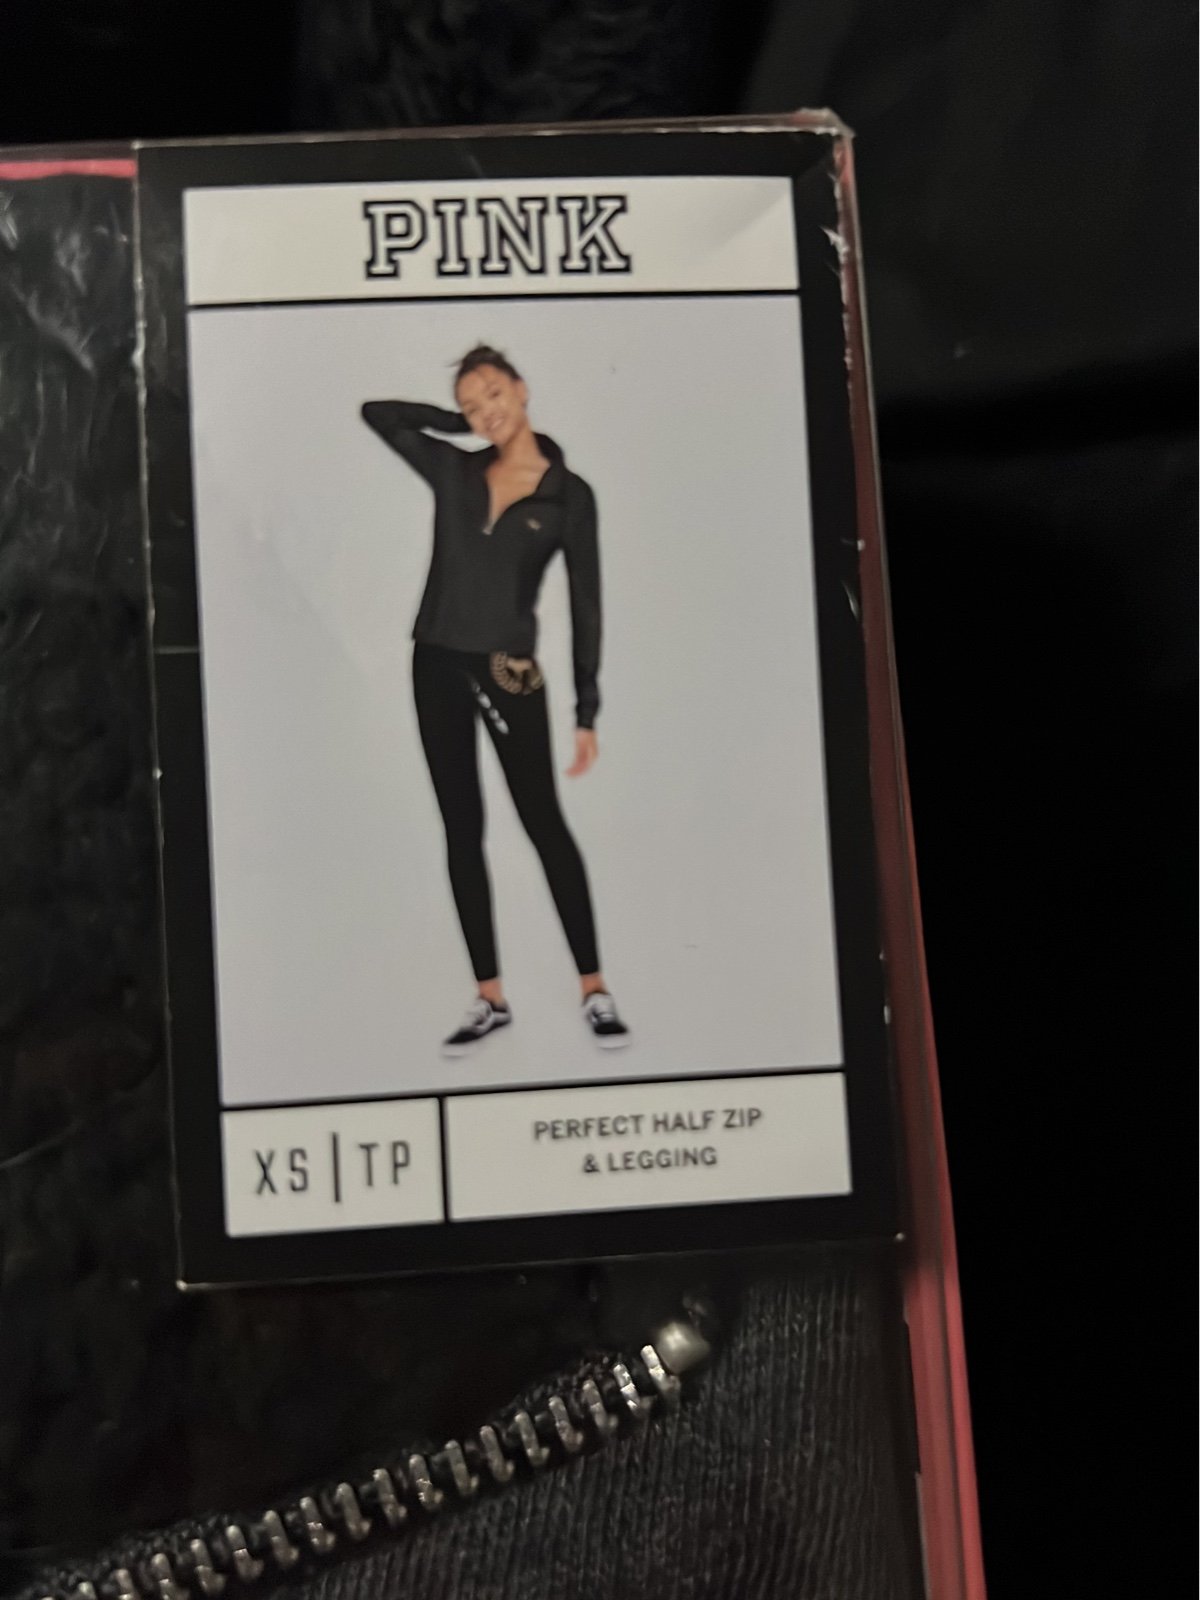 PINK
XS | TP
PERFECT HALF ZIP
& LEGGING